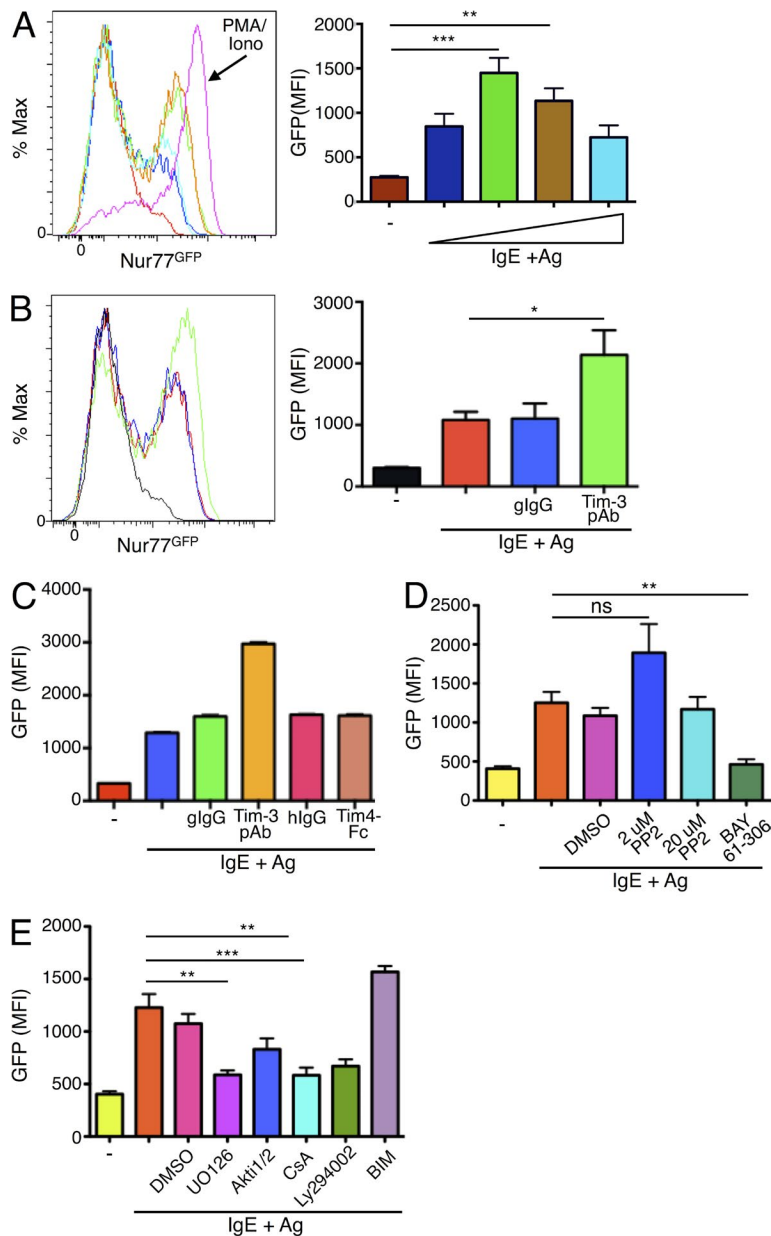 A
PMA/
Iono
% Max
0
0
Nur77GFP
GFP(MFI)
2000
1500
1000
500
0
**
***
-
IgE +Ag
B
% Max
0
0
Nur77GFP
GFP (MFI)
3000
2000
1000
0
*
-
gIgG
Tim-3
pAb
IgE + Ag
C
GFP (MFI)
4000
3000
2000
1000
0
-
gIgG
Tim-3
pAb
hIgG
Tim4-
Fc
IgE + Ag
D
GFP (MFI)
2500
2000
1500
1000
500
0
**
ns
-
DMSO
2 uM
PP2
20 uM
PP2
BAY
61-306
IgE + Ag
E
GFP (MFI)
2000
1500
1000
500
0
**
***
**
-
DMSO
UO126
Akti1/2
CsA
Ly294002
BIM
IgE + Ag